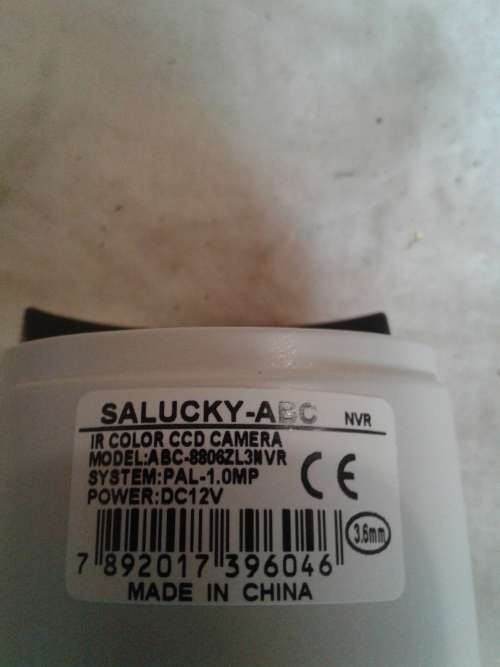 SALUCKY-ABC NVR
IR COLOR CCD CAMERA
MODEL:ABC-8806ZL3NVR
SYSTEM:PAL-1.0MP
POWER:DC12V
CE
3.6mm
7 892017 396046
MADE IN CHINA